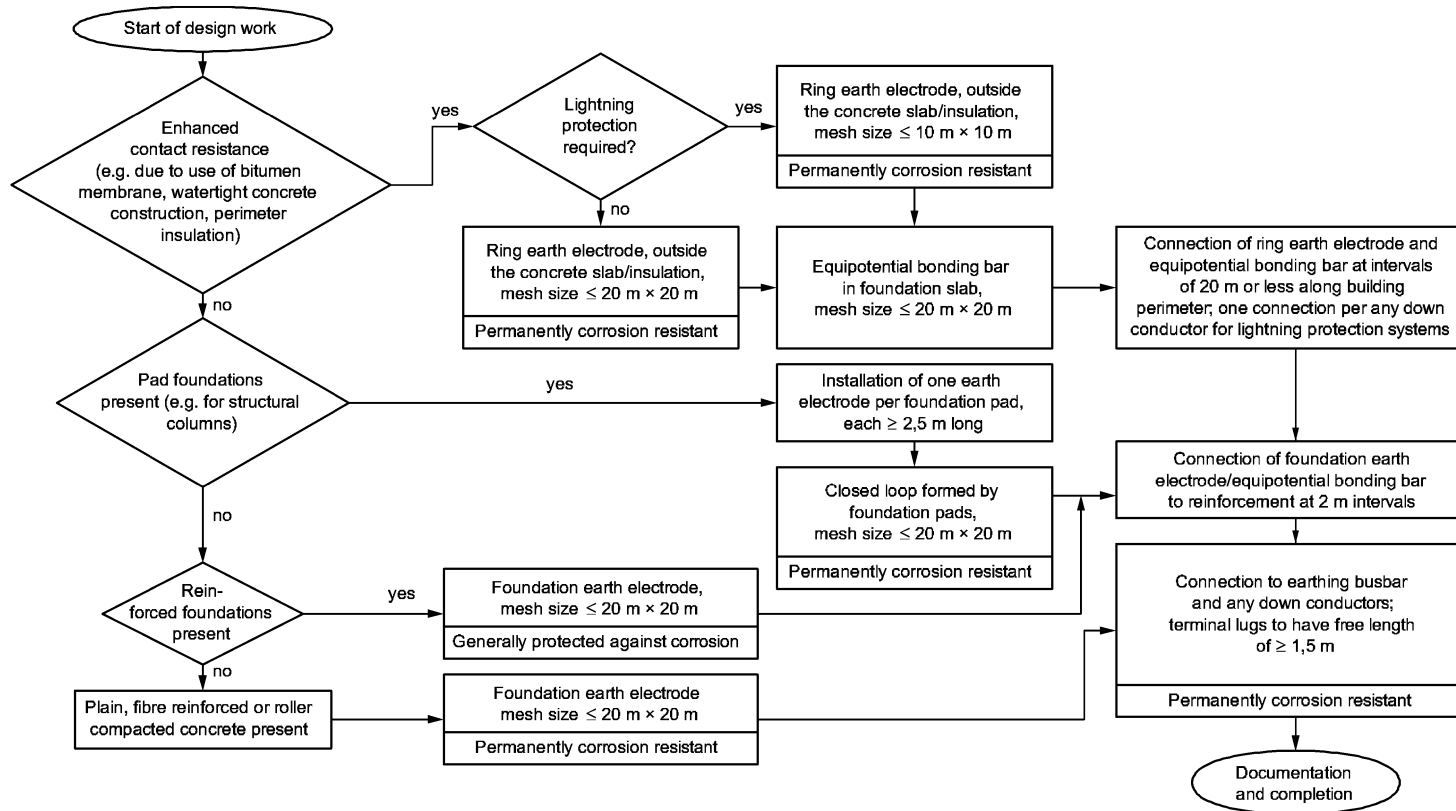 Start of design work
Enhanced
contact resistance
(e.g. due to use of bitumen
membrane, watertight concrete
construction, perimeter
insulation)
yes
Lightning
protection
required?
yes
Ring earth electrode, outside
the concrete slab/insulation,
mesh size ≤ 10 m × 10 m
Permanently corrosion resistant
no
Ring earth electrode, outside
the concrete slab/insulation,
mesh size ≤ 20 m × 20 m
Permanently corrosion resistant
Equipotential bonding bar
in foundation slab,
mesh size ≤ 20 m × 20 m
Connection of ring earth electrode and
equipotential bonding bar at intervals
of 20 m or less along building
perimeter; one connection per any down
conductor for lightning protection systems
no
Pad foundations
present (e.g. for structural
columns)
yes
Installation of one earth
electrode per foundation pad,
each ≥ 2,5 m long
Closed loop formed by
foundation pads,
mesh size ≤ 20 m × 20 m
Permanently corrosion resistant
Connection of foundation earth
electrode/equipotential bonding bar
to reinforcement at 2 m intervals
no
Rein-
forced foundations
present
yes
Foundation earth electrode,
mesh size ≤ 20 m × 20 m
Generally protected against corrosion
Connection to earthing busbar
and any down conductors;
terminal lugs to have free length
of ≥ 1,5 m
Permanently corrosion resistant
no
Plain, fibre reinforced or roller
compacted concrete present
Foundation earth electrode
mesh size ≤ 20 m × 20 m
Permanently corrosion resistant
Documentation
and completion